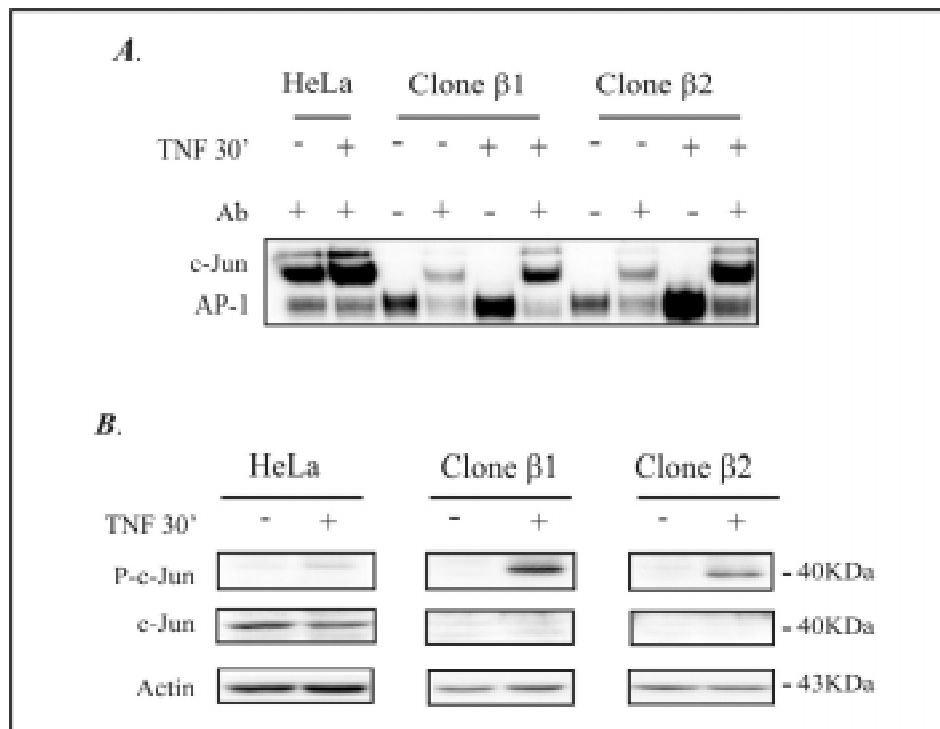 A.
HeLa Clone β1 Clone β2
TNF 30' - + - - + + - - + +
Ab + + - + - + - + - +
c-Jun
AP-1
B.
HeLa Clone β1 Clone β2
TNF 30' - + - + - +
P-c-Jun - 40KDa
c-Jun - 40KDa
Actin - 43KDa